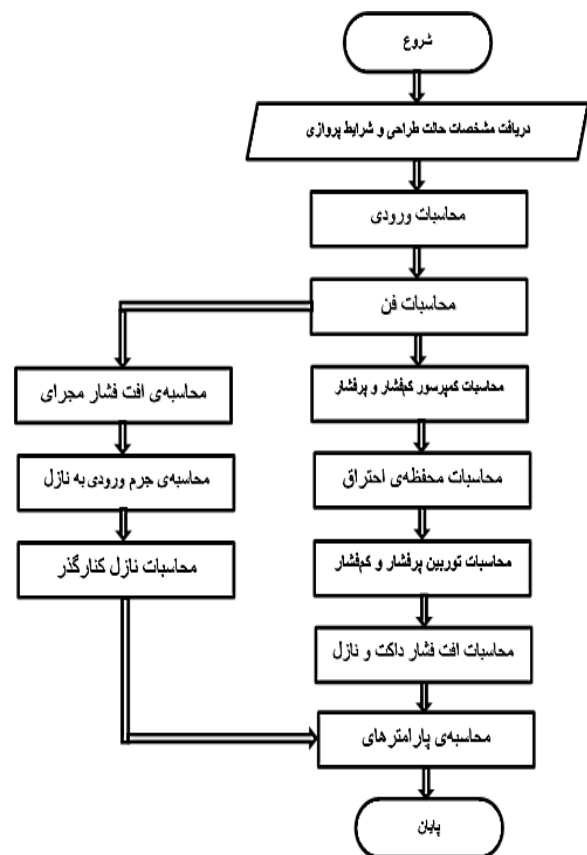 شروع
دریافت مشخصات حالت طراحی و شرایط پروازی
محاسبات ورودی
محاسبات فن
محاسبات کمپرسور کم‌فشار و پرفشار
محاسبات محفظه‌ی احتراق
محاسبات توربین پرفشار و کم‌فشار
محاسبات افت فشار داکت و نازل
محاسبه‌ی افت فشار مجرای
محاسبه‌ی جرم ورودی به نازل
محاسبات نازل کنارگذر
محاسبه‌ی پارامترهای
پایان